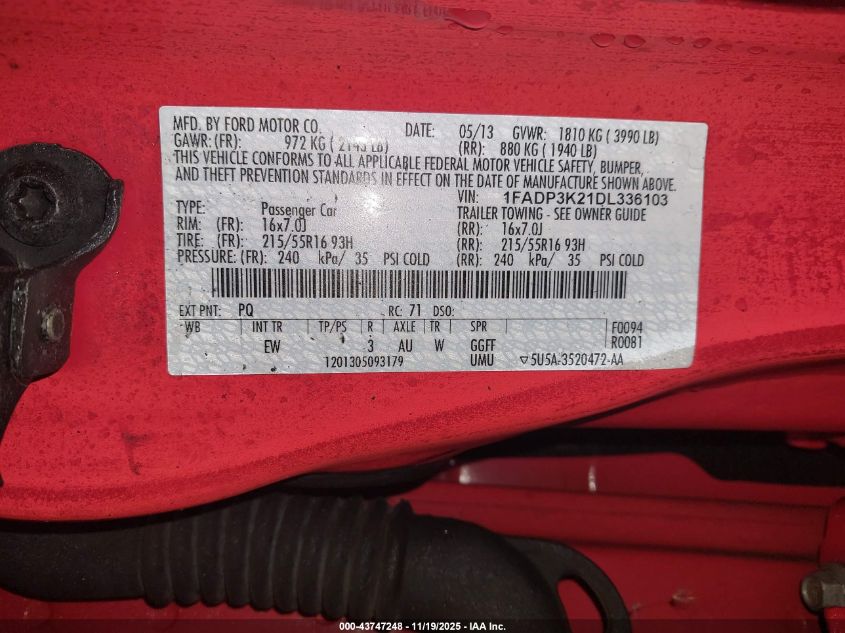 MFD. BY FORD MOTOR CO. DATE: 05/13 GVWR: 1810 KG ( 3990 LB)
GAWR: (FR): 972 KG ( 2143 LB) (RR): 880 KG ( 1940 LB)
THIS VEHICLE CONFORMS TO ALL APPLICABLE FEDERAL MOTOR VEHICLE SAFETY, BUMPER,
AND THEFT PREVENTION STANDARDS IN EFFECT ON THE DATE OF MANUFACTURE SHOWN ABOVE.
VIN: 1FADP3K21DL336103
TYPE: Passenger Car TRAILER TOWING - SEE OWNER GUIDE
RIM: (FR): 16x7.0J (RR): 16x7.0J
TIRE: (FR): 215/55R16 93H (RR): 215/55R16 93H
PRESSURE: (FR): 240 kPa/ 35 PSI COLD (RR): 240 kPa/ 35 PSI COLD
EXT PNT: PQ RC: 71 DSO:
WB INT TR TP/PS R AXLE TR SPR F0094
EW 3 AU W GGFF R0081
1201305093179 UMU ▽5U5A-3520472-AA
000-43747248 - 11/19/2025 - IAA Inc.